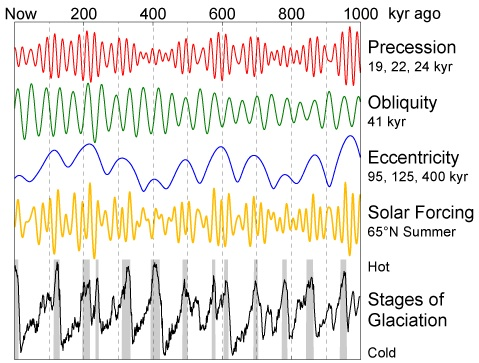 Now 200 400 600 800 1000 kyr ago
Precession
19, 22, 24 kyr
Obliquity
41 kyr
Eccentricity
95, 125, 400 kyr
Solar Forcing
65°N Summer
Hot
Stages of
Glaciation
Cold